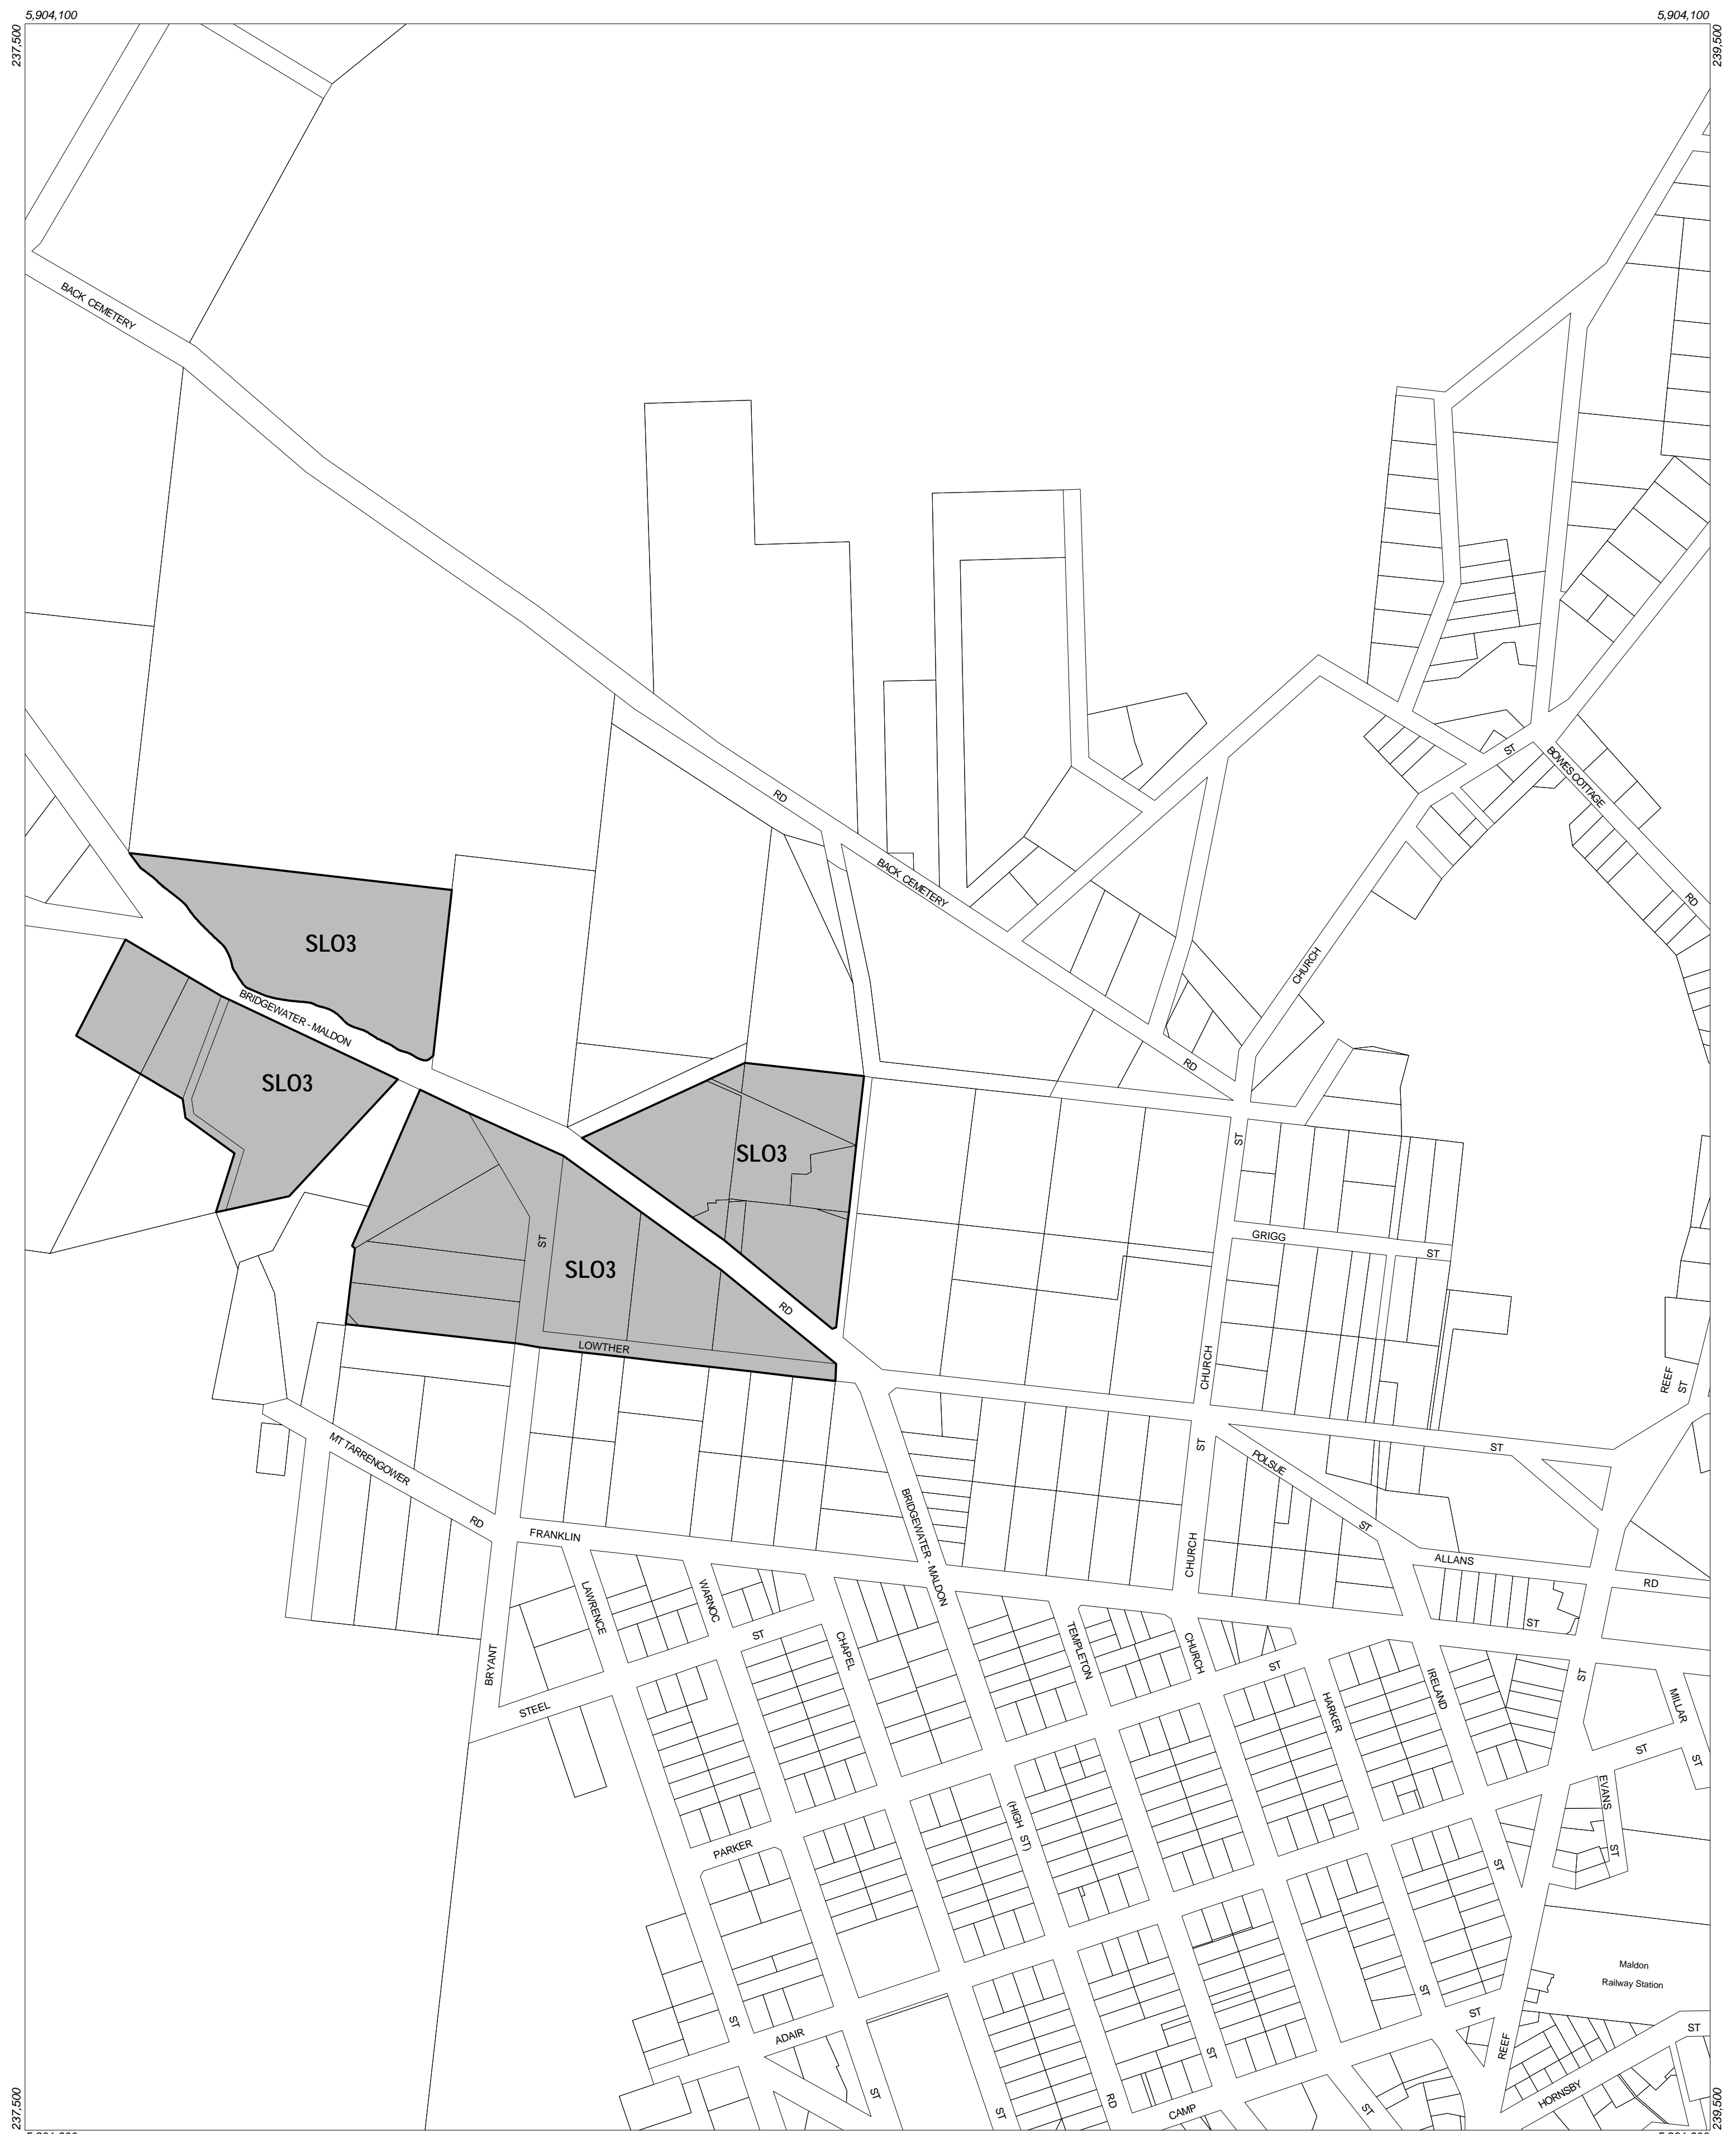 5,904,100
5,904,100
237,500
239,500
BACK CEMETERY
ST
BOWES COTTAGE
RD
BACK CEMETERY
RD
SLO3
CHURCH
BRIDGEWATER - MALDON
RD
SLO3
SLO3
ST
GRIGG
ST
ST
SLO3
RD
LOWTHER
CHURCH
REEF
ST
MT TARRENGOWER
RD
ST
POLSUE
ST
ST
BRIDGEWATER - MALDON
FRANKLIN
CHURCH
ALLANS
RD
LAWRENCE
WARNOC
ST
CHAPEL
TEMPLETON
CHURCH
ST
ST
BRYANT
STEEL
HARKER
IRELAND
ST
MILLAR
ST
ST
EVANS
ST
(HIGH ST)
PARKER
ST
Maldon
Railway Station
ST
ST
ST
ADAIR
ST
REEF
ST
ST
HORNSBY
ST
RD
CAMP
ST
ST
237,500
239,500